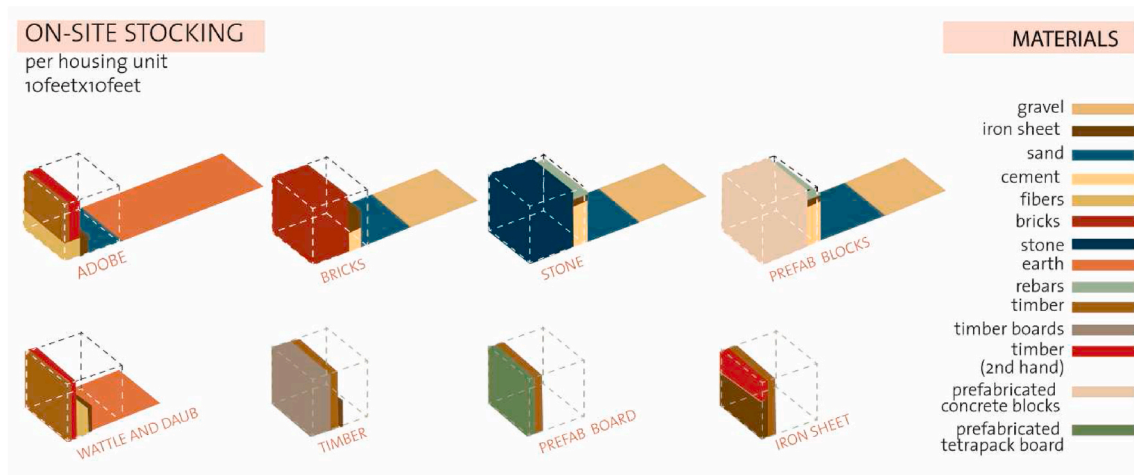 ON-SITE STOCKING
per housing unit
10feetx10feet
MATERIALS
gravel
iron sheet
sand
cement
fibers
bricks
stone
earth
rebars
timber
timber boards
timber
(2nd hand)
prefabricated
concrete blocks
prefabricated
tetrapack board
ADOBE
BRICKS
STONE
PREFAB BLOCKS
WATTLE AND DAUB
TIMBER
PREFAB BOARD
IRON SHEET